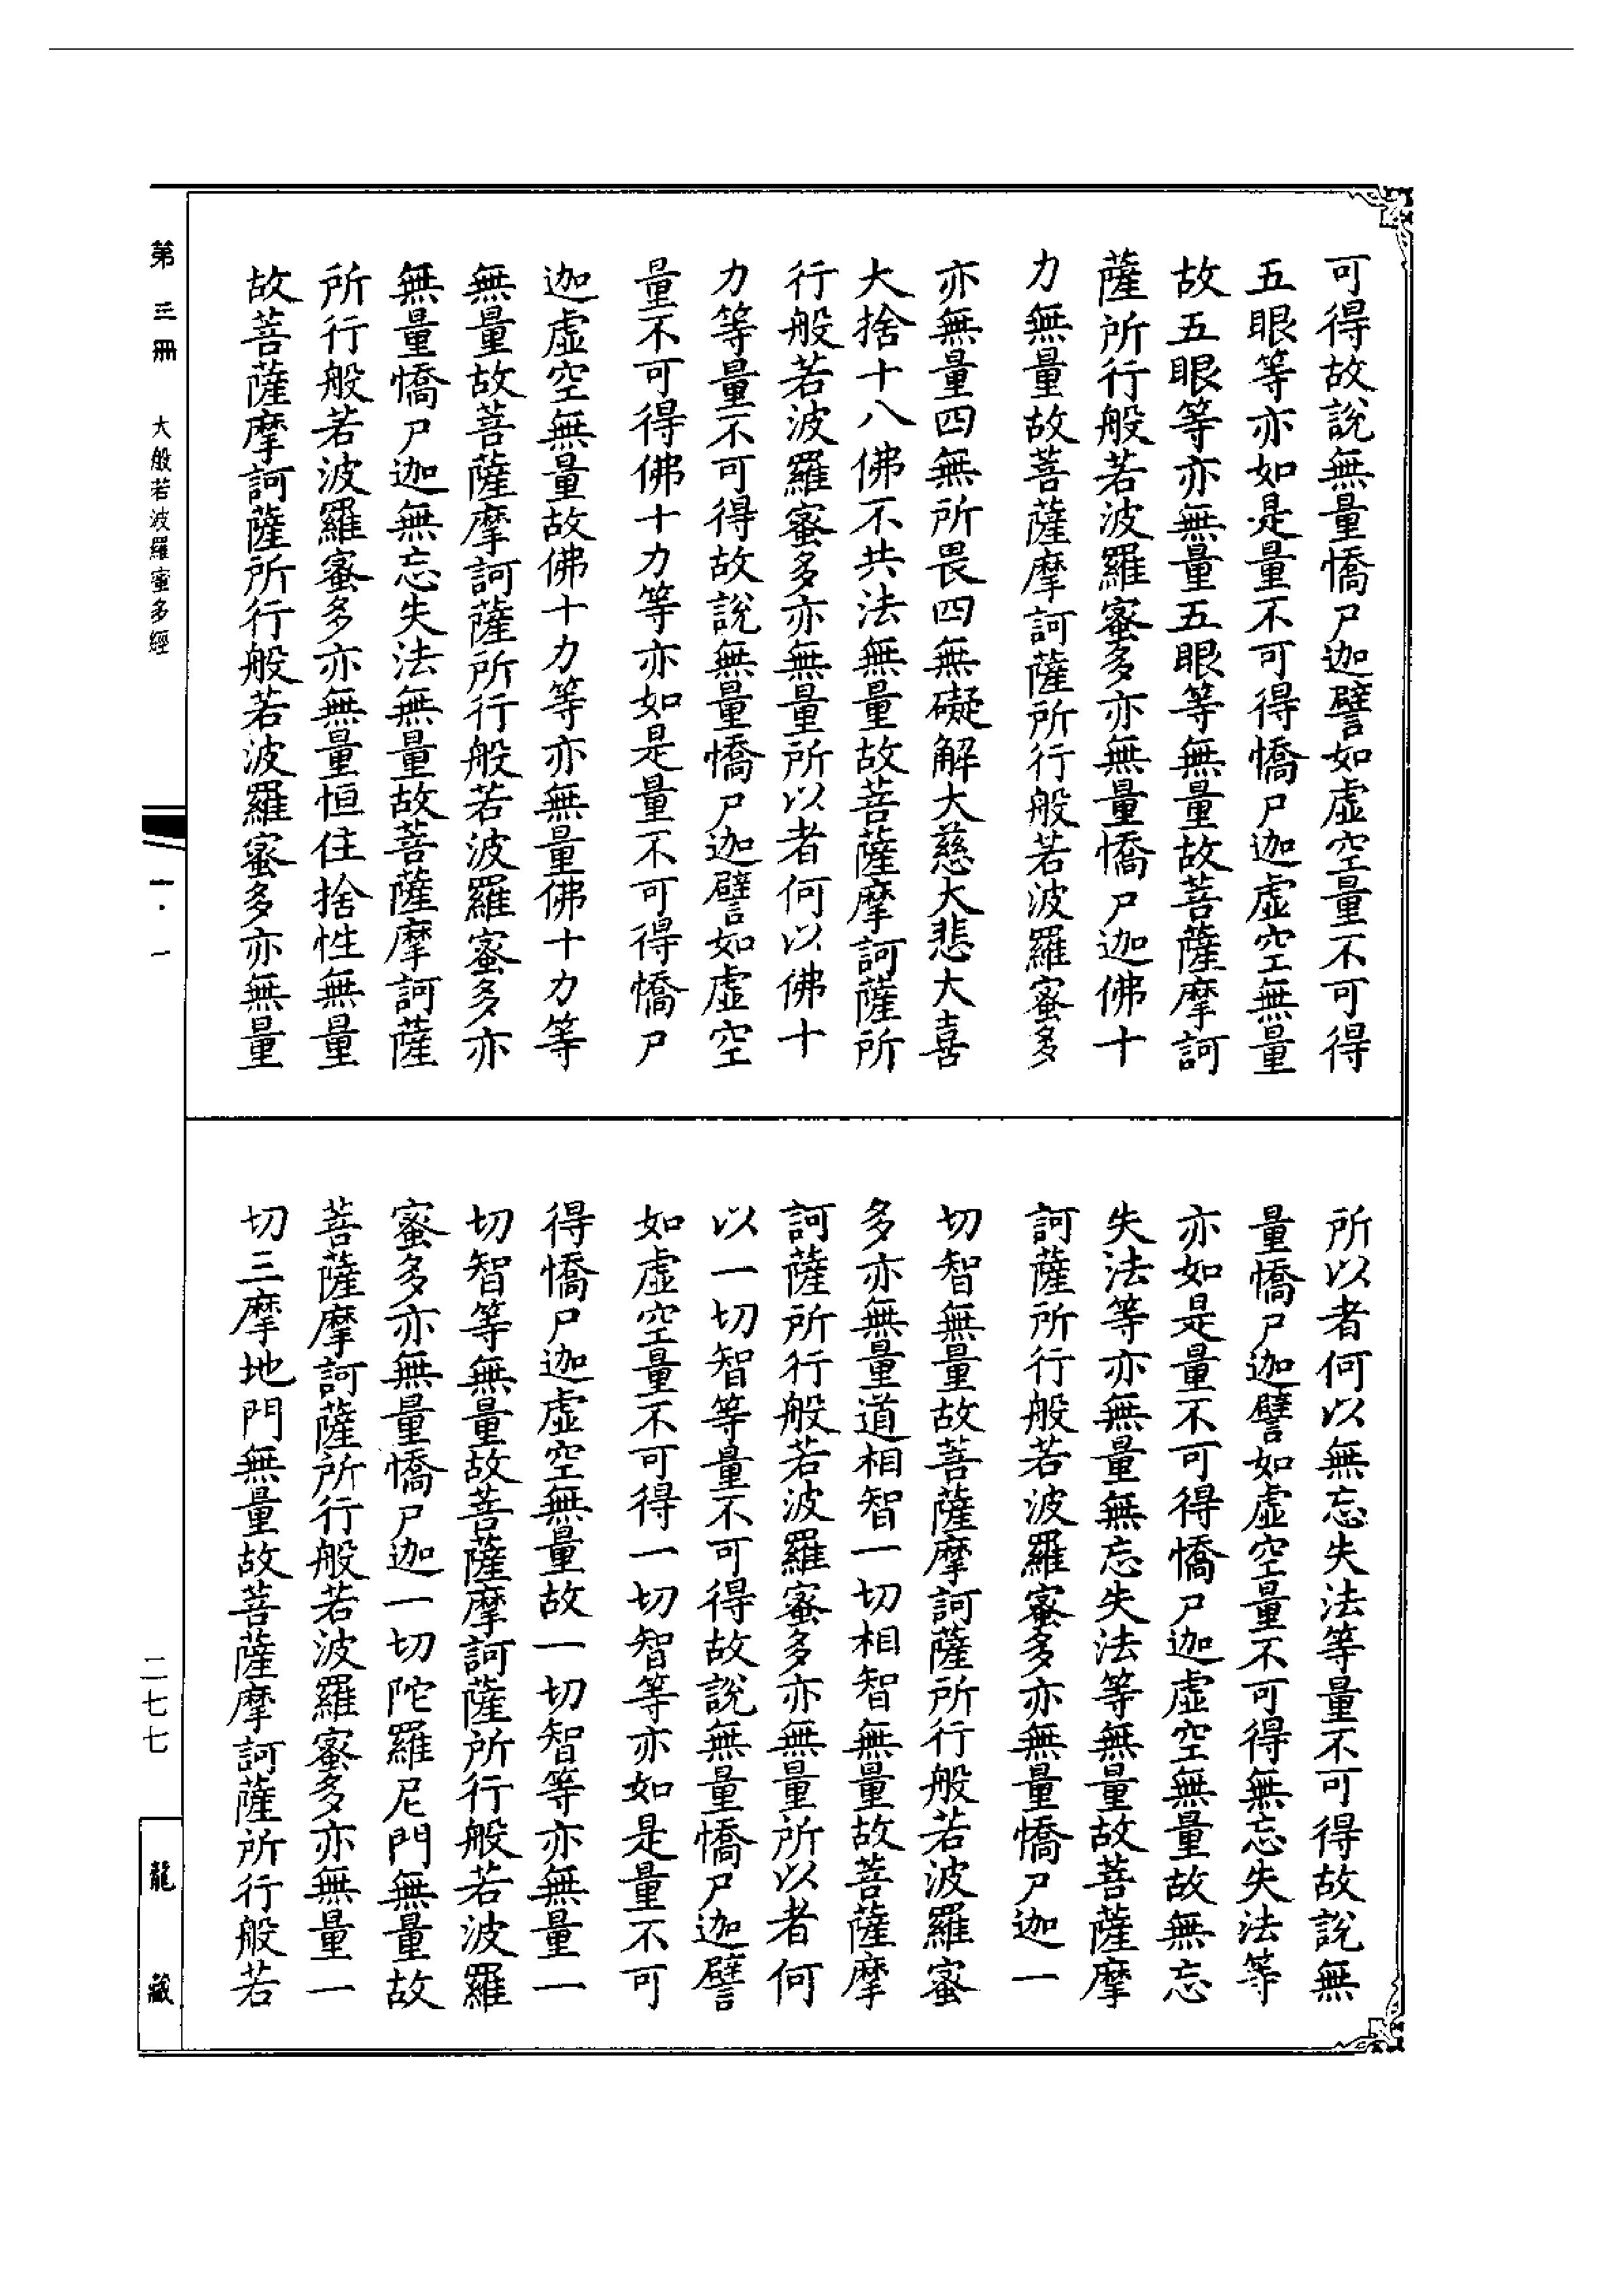 可得故說無量憍尸迦譬如虛空量不可得
五眼等亦如是量不可得憍尸迦虛空無量
故五眼等亦無量五眼等無量故菩薩摩訶
薩所行般若波羅蜜多亦無量憍尸迦佛十
力無量故菩薩摩訶薩所行般若波羅蜜多
亦無量四無所畏四無礙解大慈大悲大喜
大捨十八佛不共法無量故菩薩摩訶薩所
行般若波羅蜜多亦無量所以者何以佛十
力等量不可得故說無量憍尸迦譬如虛空
量不可得佛十力等亦如是量不可得憍尸
迦虛空無量故佛十力等亦無量佛十力等
無量故菩薩摩訶薩所行般若波羅蜜多亦
無量憍尸迦無忘失法無量故菩薩摩訶薩
所行般若波羅蜜多亦無量恒住捨性無量
故菩薩摩訶薩所行般若波羅蜜多亦無量
所以者何以無忘失法等量不可得故說無
量憍尸迦譬如虛空量不可得無忘失法等
亦如是量不可得憍尸迦虛空無量故無忘
失法等亦無量無忘失法等無量故菩薩摩
訶薩所行般若波羅蜜多亦無量憍尸迦一
切智無量故菩薩摩訶薩所行般若波羅蜜
多亦無量道相智一切相智無量故菩薩摩
訶薩所行般若波羅蜜多亦無量所以者何
以一切智等量不可得故說無量憍尸迦譬
如虛空量不可得一切智等亦如是量不可
得憍尸迦虛空無量故一切智等亦無量一
切智等無量故菩薩摩訶薩所行般若波羅
蜜多亦無量憍尸迦一切陀羅尼門無量故
菩薩摩訶薩所行般若波羅蜜多亦無量一
切三摩地門無量故菩薩摩訶薩所行般若
第三冊 大般若波羅蜜多經 一·一 二七七 龍藏